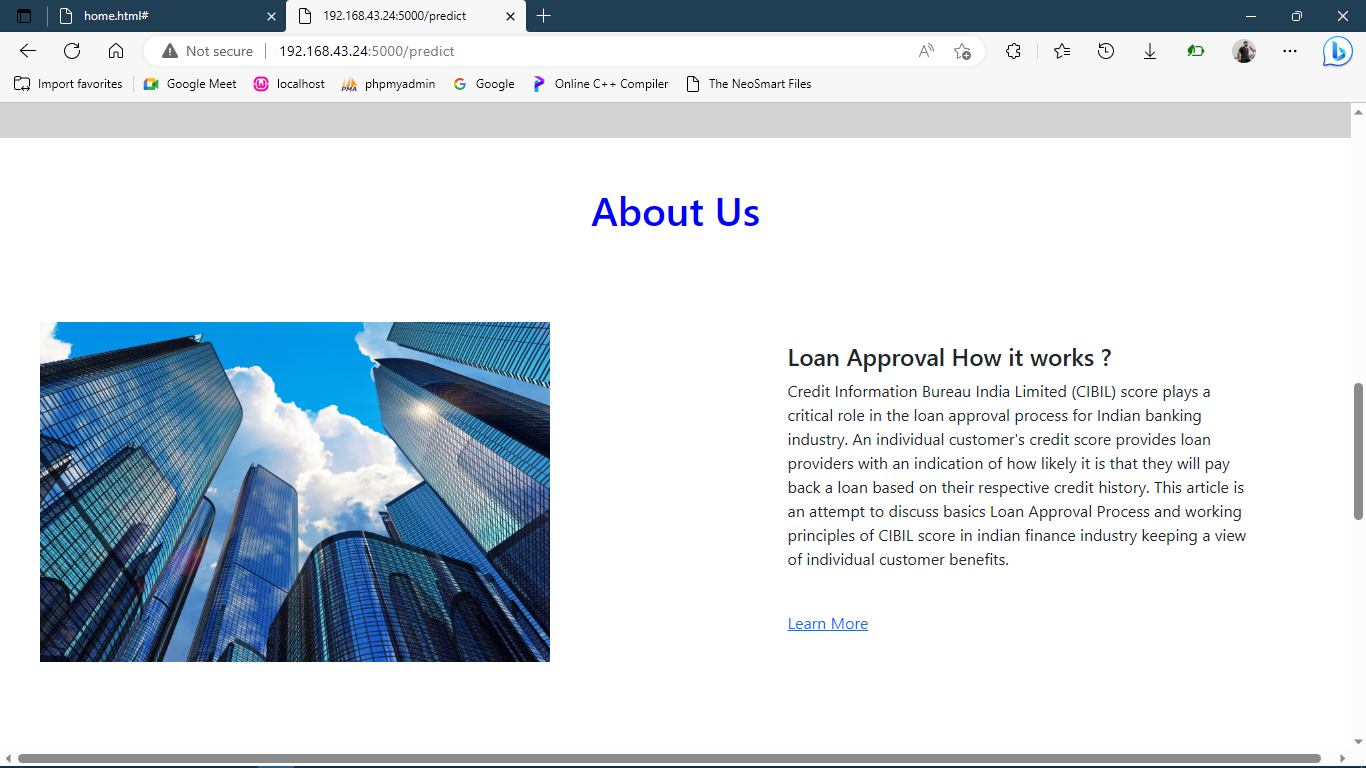 home.html#
192.168.43.24:5000/predict
Not secure
192.168.43.24:5000/predict
Import favorites
Google Meet
localhost
phpmyadmin
Google
Online C++ Compiler
The NeoSmart Files
About Us
Loan Approval How it works ?
Credit Information Bureau India Limited (CIBIL) score plays a
critical role in the loan approval process for Indian banking
industry. An individual customer's credit score provides loan
providers with an indication of how likely it is that they will pay
back a loan based on their respective credit history. This article is
an attempt to discuss basics Loan Approval Process and working
principles of CIBIL score in indian finance industry keeping a view
of individual customer benefits.
Learn More